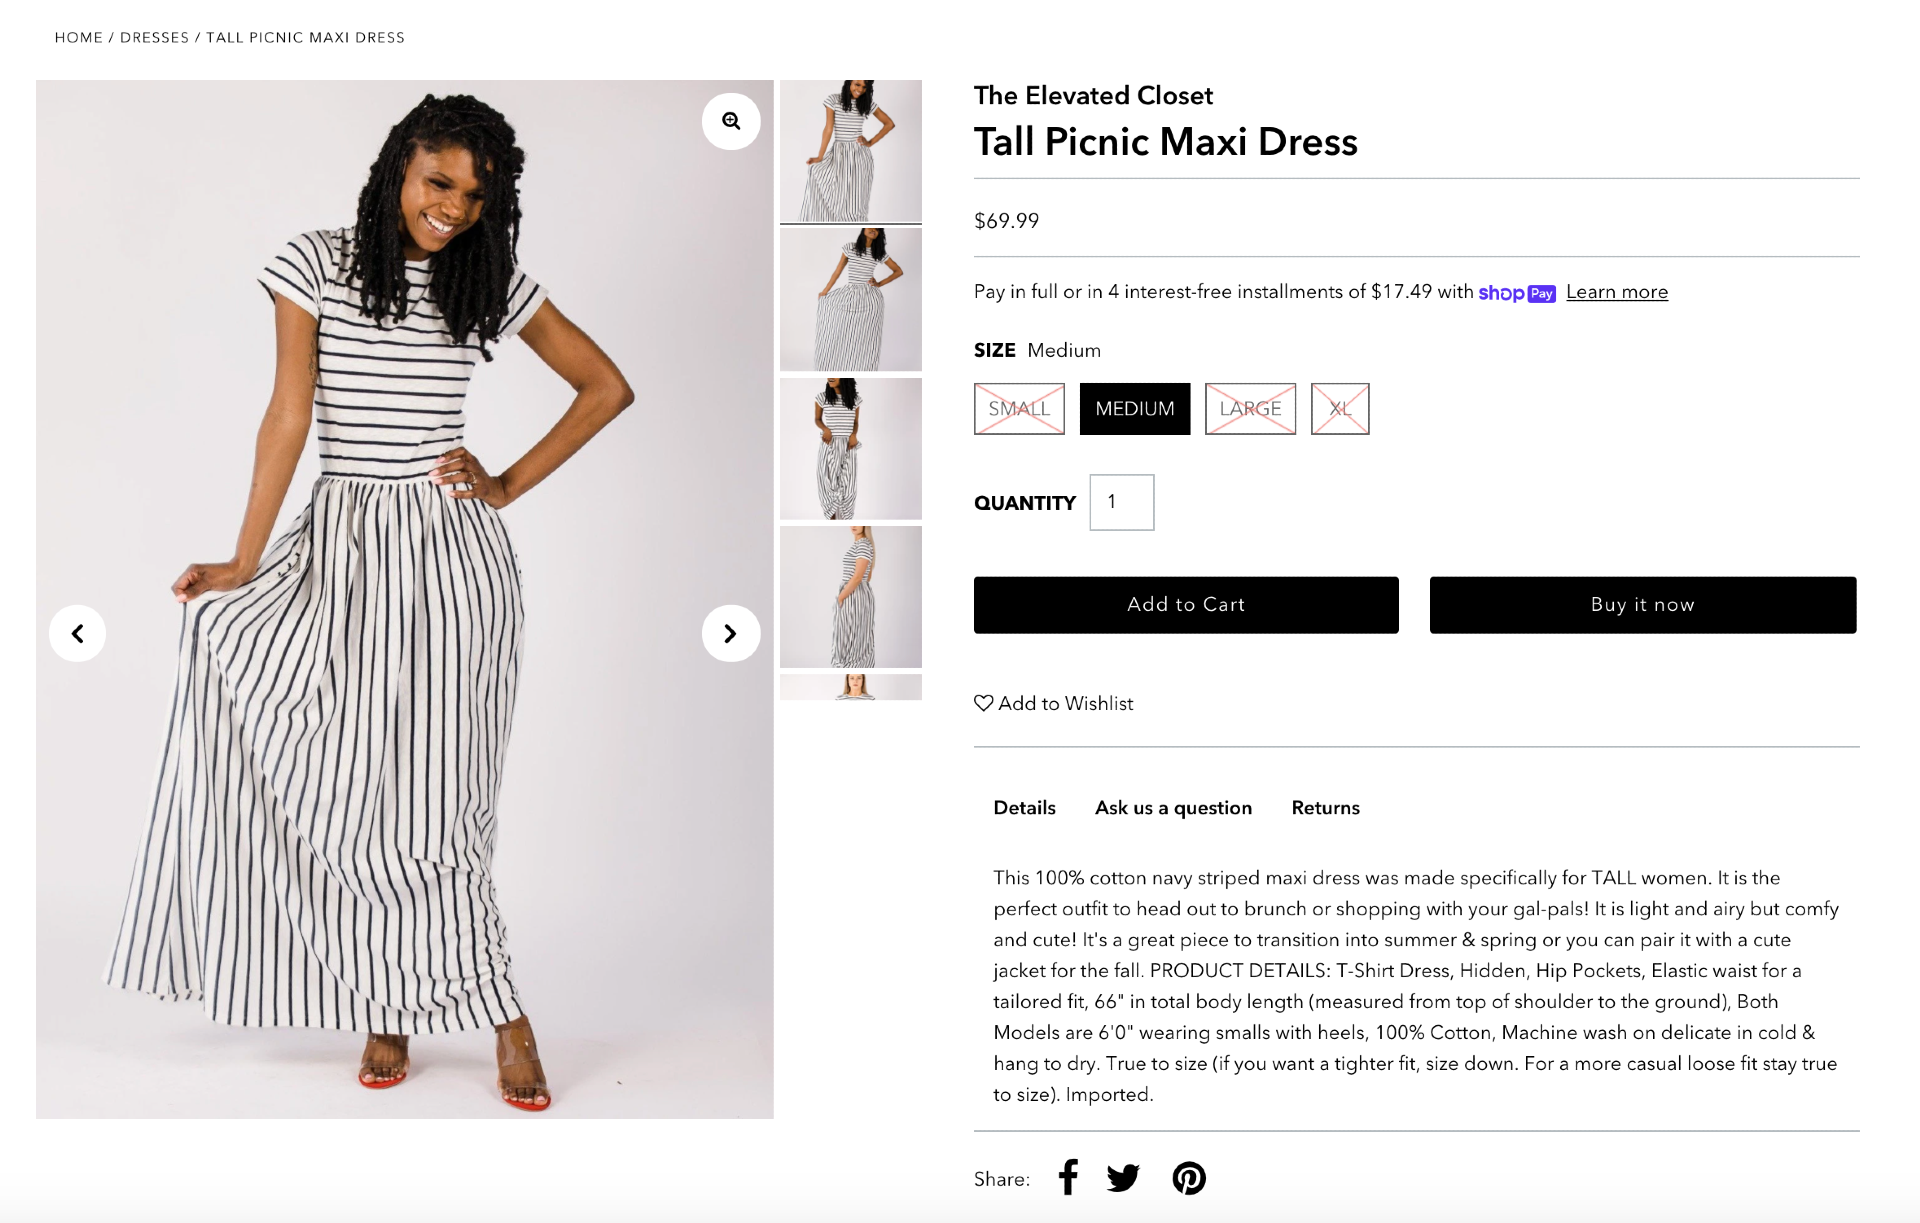 HOME / DRESSES / TALL PICNIC MAXI DRESS
The Elevated Closet
Tall Picnic Maxi Dress
$69.99
Pay in full or in 4 interest-free installments of $17.49 with shop Pay Learn more
SIZE Medium
SMALL MEDIUM LARGE XL
QUANTITY 1
Add to Cart Buy it now
Add to Wishlist
Details Ask us a question Returns
This 100% cotton navy striped maxi dress was made specifically for TALL women. It is the
perfect outfit to head out to brunch or shopping with your gal-pals! It is light and airy but comfy
and cute! It's a great piece to transition into summer & spring or you can pair it with a cute
jacket for the fall. PRODUCT DETAILS: T-Shirt Dress, Hidden, Hip Pockets, Elastic waist for a
tailored fit, 66" in total body length (measured from top of shoulder to the ground), Both
Models are 6'0" wearing smalls with heels, 100% Cotton, Machine wash on delicate in cold &
hang to dry. True to size (if you want a tighter fit, size down. For a more casual loose fit stay true
to size). Imported.
Share: